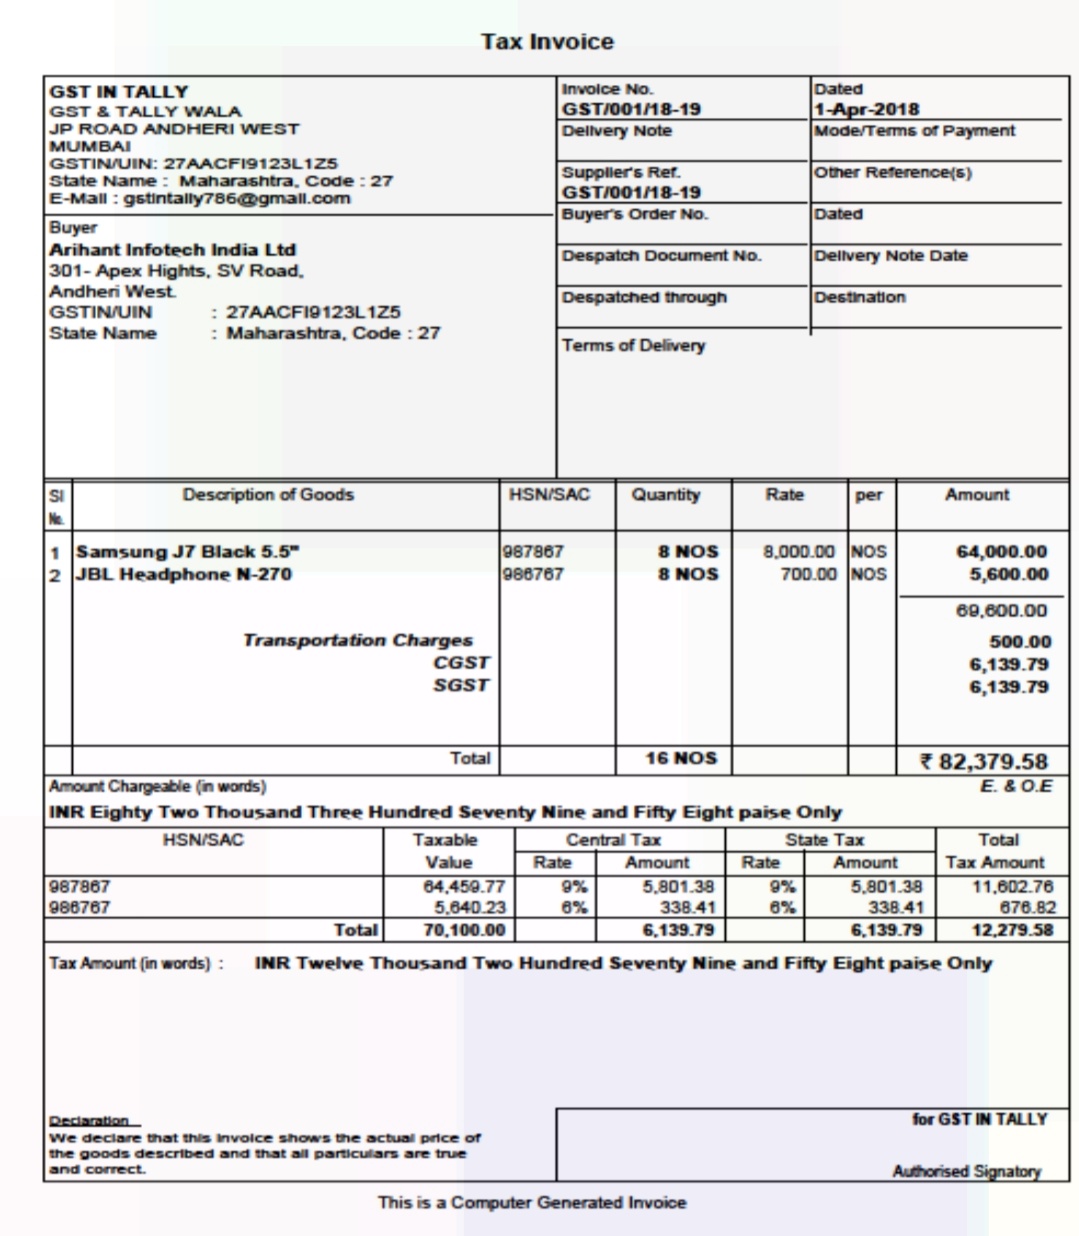 Tax Invoice
GST IN TALLY
GST & TALLY WALA
JP ROAD ANDHERI WEST
MUMBAI
GSTIN/UIN: 27AACFI9123L1Z5
State Name : Maharashtra, Code : 27
E-Mail : gstintally786@gmail.com
Buyer
Arihant Infotech India Ltd
301- Apex Hights, SV Road,
Andheri West.
GSTIN/UIN : 27AACFI9123L1Z5
State Name : Maharashtra, Code : 27
Invoice No. Dated
GST/001/18-19 1-Apr-2018
Delivery Note Mode/Terms of Payment
Supplier's Ref. Other Reference(s)
GST/001/18-19
Buyer's Order No. Dated
Despatch Document No. Delivery Note Date
Despatched through Destination
Terms of Delivery
Sl Description of Goods HSN/SAC Quantity Rate per Amount
No.
1 Samsung J7 Black 5.5" 987867 8 NOS 8,000.00 NOS 64,000.00
2 JBL Headphone N-270 986767 8 NOS 700.00 NOS 5,600.00
69,600.00
Transportation Charges 500.00
CGST 6,139.79
SGST 6,139.79
Total 16 NOS ₹ 82,379.58
Amount Chargeable (in words) E. & O.E
INR Eighty Two Thousand Three Hundred Seventy Nine and Fifty Eight paise Only
HSN/SAC Taxable Central Tax State Tax Total
Value Rate Amount Rate Amount Tax Amount
987867 64,459.77 9% 5,801.38 9% 5,801.38 11,602.76
986767 5,640.23 6% 338.41 6% 338.41 676.82
Total 70,100.00 6,139.79 6,139.79 12,279.58
Tax Amount (in words) : INR Twelve Thousand Two Hundred Seventy Nine and Fifty Eight paise Only
Declaration
We declare that this invoice shows the actual price of
the goods described and that all particulars are true
and correct.
for GST IN TALLY
Authorised Signatory
This is a Computer Generated Invoice